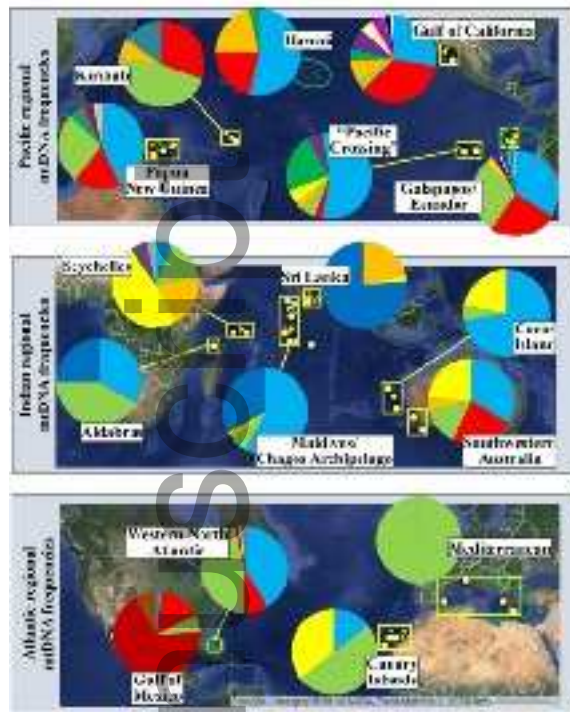 Pacific regional
mtDNA frequencies
Kiribati
Hawaii
Gulf of California
Papua
New Guinea
"Pacific
Crossing"
Galapagos/
Ecuador
Indian regional
mtDNA frequencies
Seychelles
Sri Lanka
Cocos
Island
Aldabra
Maldives/
Chagos Archipelago
Southwestern
Australia
Atlantic regional
mtDNA frequencies
Western North
Atlantic
Mediterranean
Gulf of
Mexico
Canary
Islands